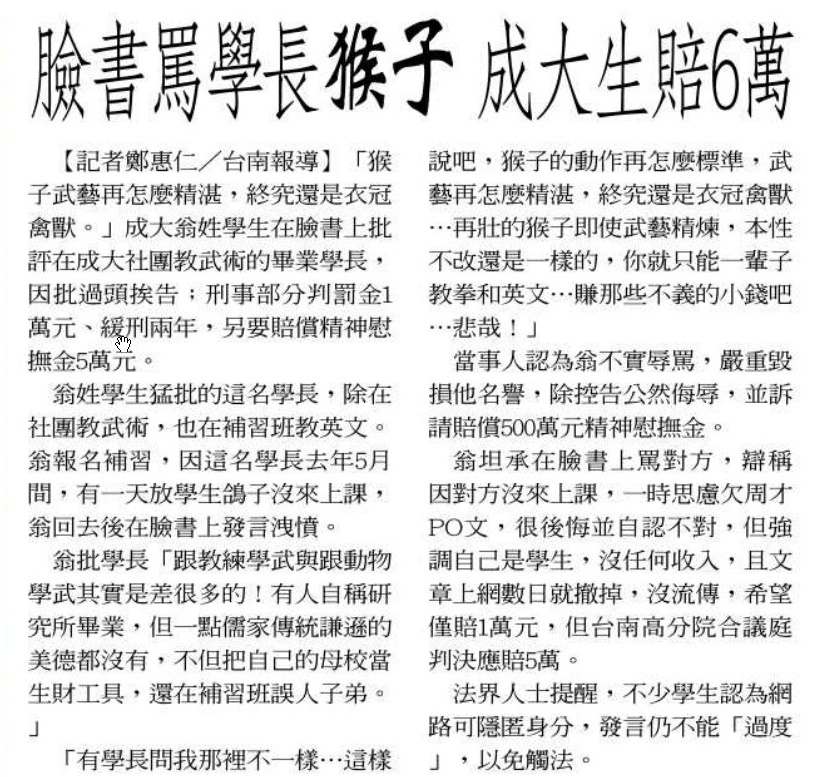 臉書罵學長猴子 成大生賠6萬
【記者鄭惠仁／台南報導】「猴
子武藝再怎麼精湛，終究還是衣冠
禽獸。」成大翁姓學生在臉書上批
評在成大社團教武術的畢業學長，
因批過頭挨告；刑事部分判罰金1
萬元、緩刑兩年，另要賠償精神慰
撫金5萬元。
翁姓學生猛批的這名學長，除在
社團教武術，也在補習班教英文。
翁報名補習，因這名學長去年5月
間，有一天放學生鴿子沒來上課，
翁回去後在臉書上發言洩憤。
翁批學長「跟教練學武與跟動物
學武其實是差很多的！有人自稱研
究所畢業，但一點儒家傳統謙遜的
美德都沒有，不但把自己的母校當
生財工具，還在補習班誤人子弟。
」
「有學長問我那裡不一樣…這樣
說吧，猴子的動作再怎麼標準，武
藝再怎麼精湛，終究還是衣冠禽獸
…再壯的猴子即使武藝精煉，本性
不改還是一樣的，你就只能一輩子
教拳和英文…賺那些不義的小錢吧
…悲哉！」
當事人認為翁不實辱罵，嚴重毀
損他名譽，除控告公然侮辱，並訴
請賠償500萬元精神慰撫金。
翁坦承在臉書上罵對方，辯稱
因對方沒來上課，一時思慮欠周才
PO文，很後悔並自認不對，但強
調自己是學生，沒任何收入，且文
章上網數日就撤掉，沒流傳，希望
僅賠1萬元，但台南高分院合議庭
判決應賠5萬。
法界人士提醒，不少學生認為網
路可隱匿身分，發言仍不能「過度
」，以免觸法。